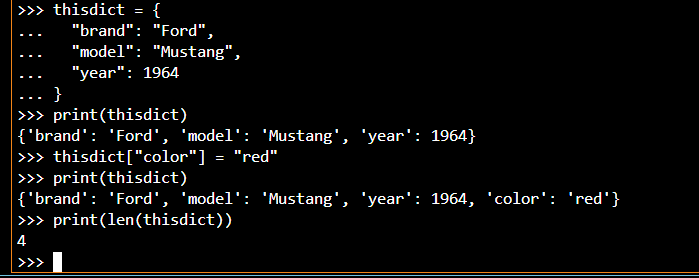 >>> thisdict = {
...   "brand": "Ford",
...   "model": "Mustang",
...   "year": 1964
... }
>>> print(thisdict)
{'brand': 'Ford', 'model': 'Mustang', 'year': 1964}
>>> thisdict["color"] = "red"
>>> print(thisdict)
{'brand': 'Ford', 'model': 'Mustang', 'year': 1964, 'color': 'red'}
>>> print(len(thisdict))
4
>>>